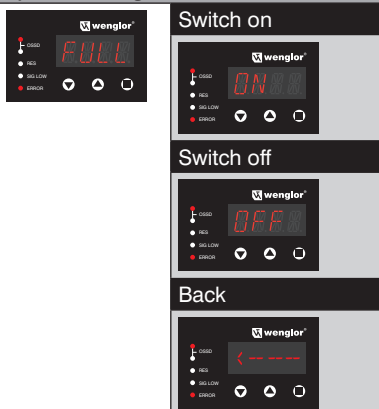 wenglor®
OSSD
FULL
RES
SIG LOW
ERROR
Switch on
wenglor®
OSSD
ON
RES
SIG LOW
ERROR
Switch off
wenglor®
OSSD
OFF
RES
SIG LOW
ERROR
Back
wenglor®
OSSD
<----
RES
SIG LOW
ERROR